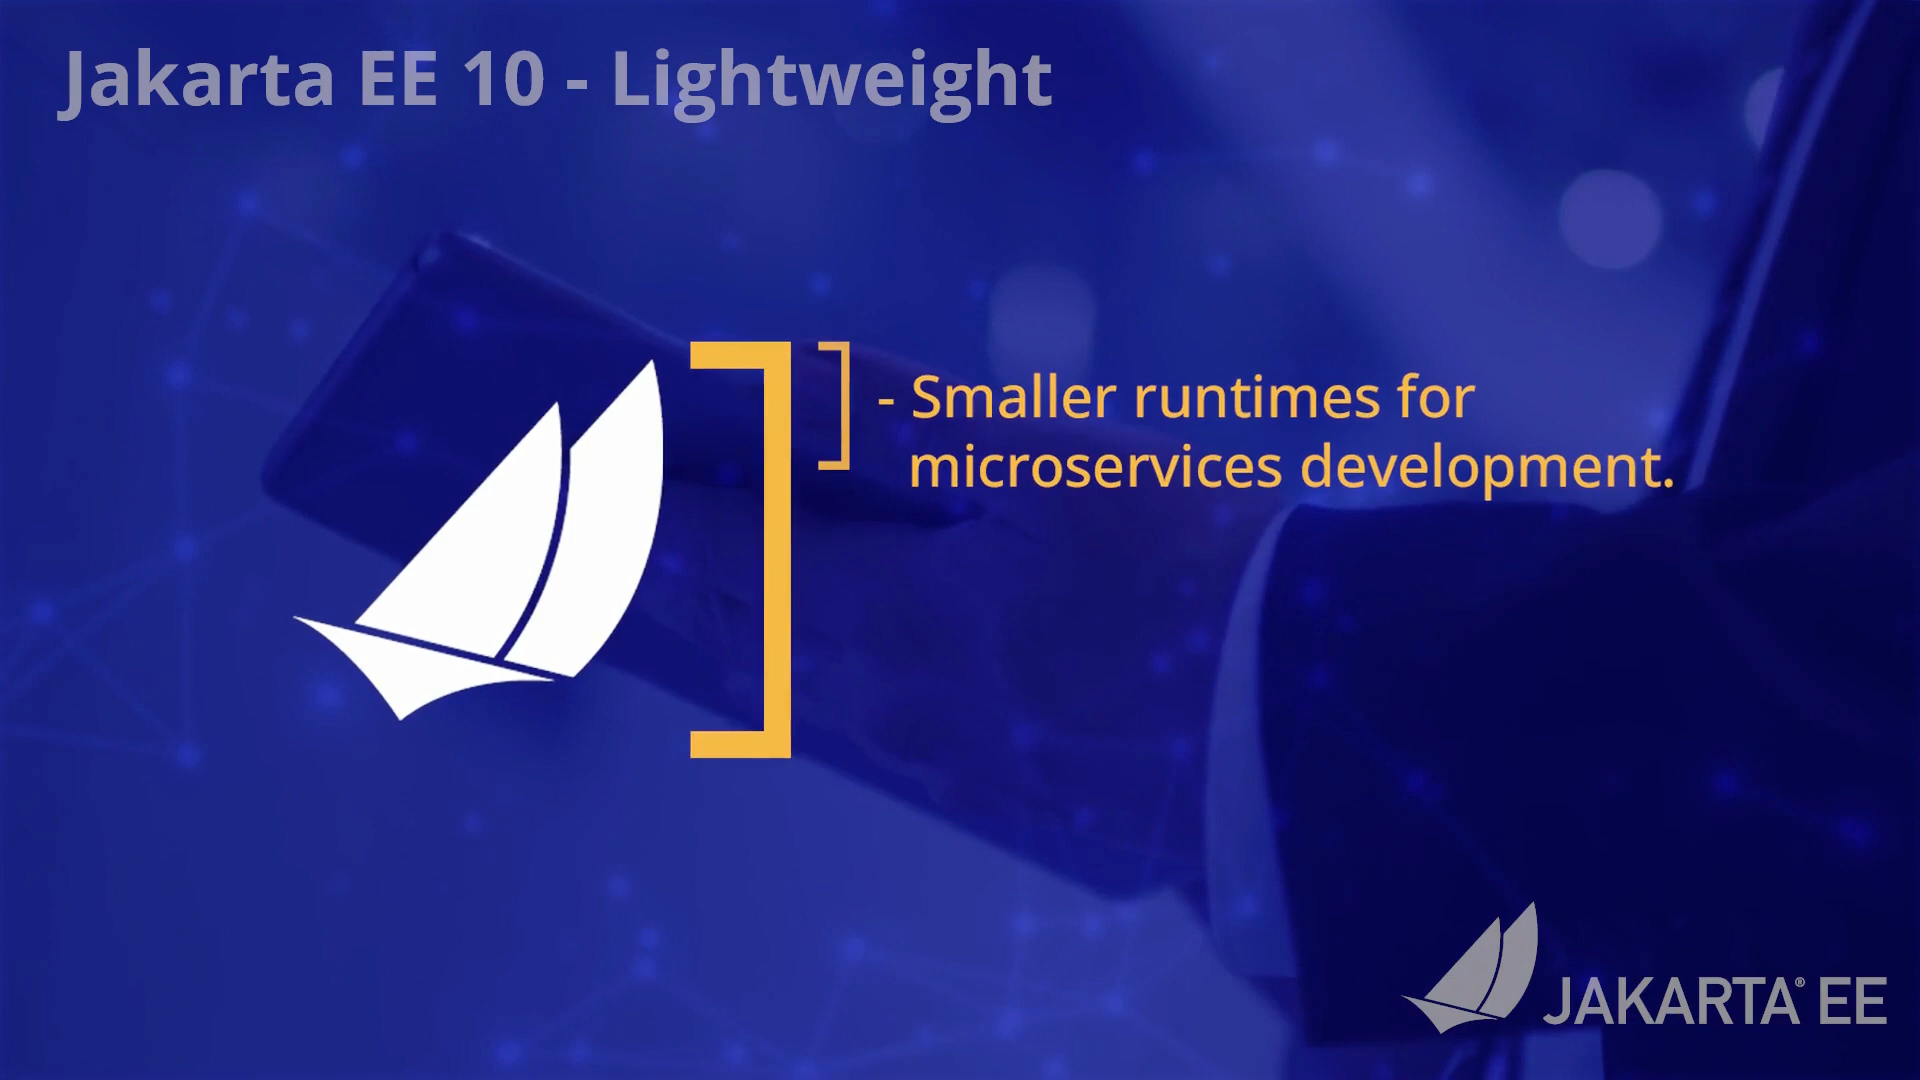 Jakarta EE 10 - Lightweight
- Smaller runtimes for
microservices development.
JAKARTA® EE